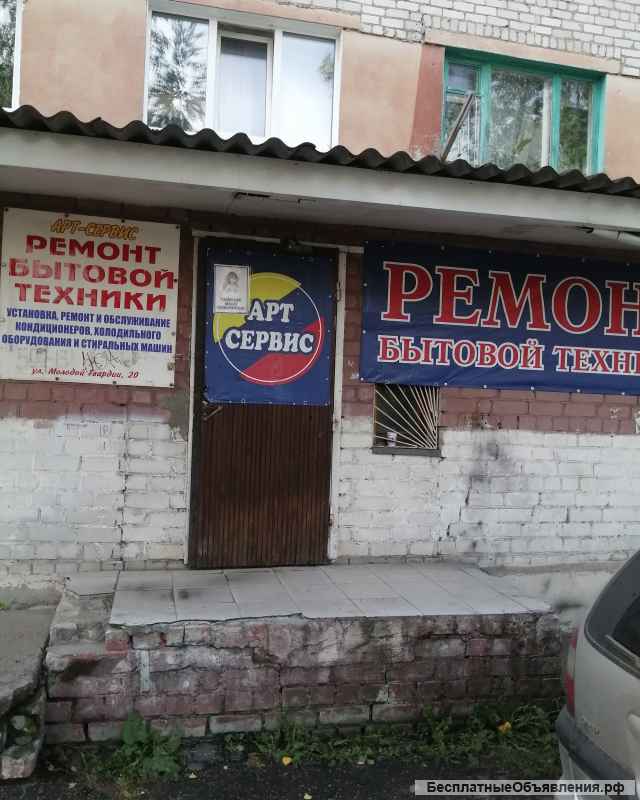 АРТ-СЕРВИС
РЕМОНТ
БЫТОВОЙ
ТЕХНИКИ
УСТАНОВКА, РЕМОНТ И ОБСЛУЖИВАНИЕ
КОНДИЦИОНЕРОВ, ХОЛОДИЛЬНОГО
ОБОРУДОВАНИЯ И СТИРАЛЬНЫХ МАШИН
ул. Молодой Гвардии, 20
АРТ
СЕРВИС
РЕМОН
БЫТОВОЙ ТЕХН
БесплатныеОбъявления.рф